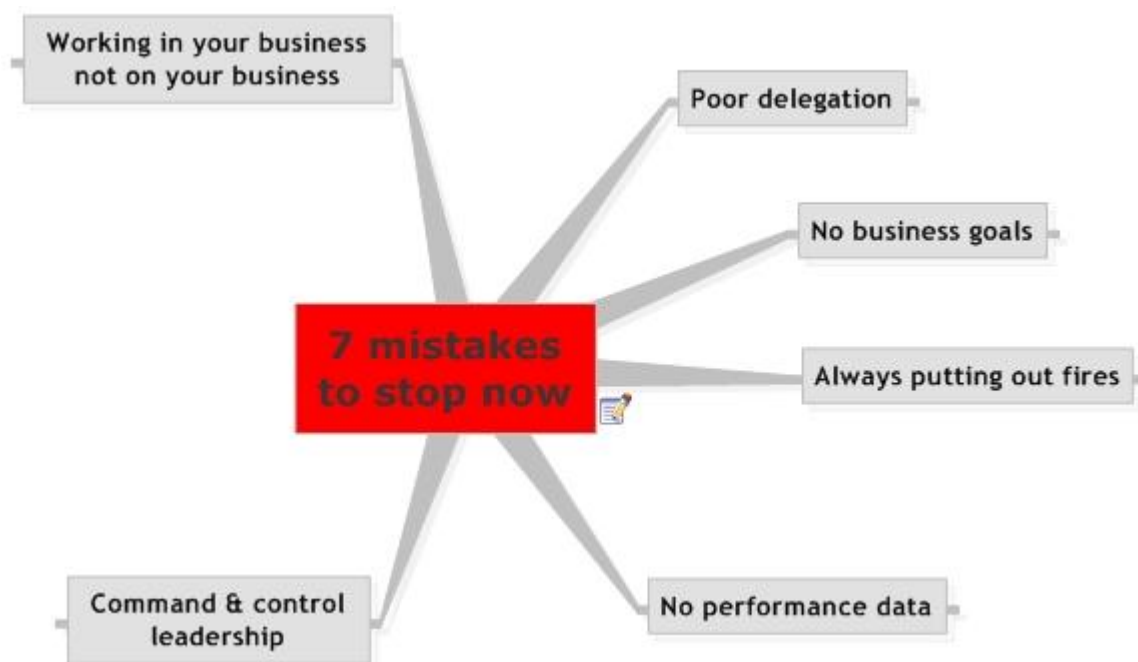 Working in your business
not on your business
Poor delegation
No business goals
7 mistakes
to stop now
Always putting out fires
Command & control
leadership
No performance data